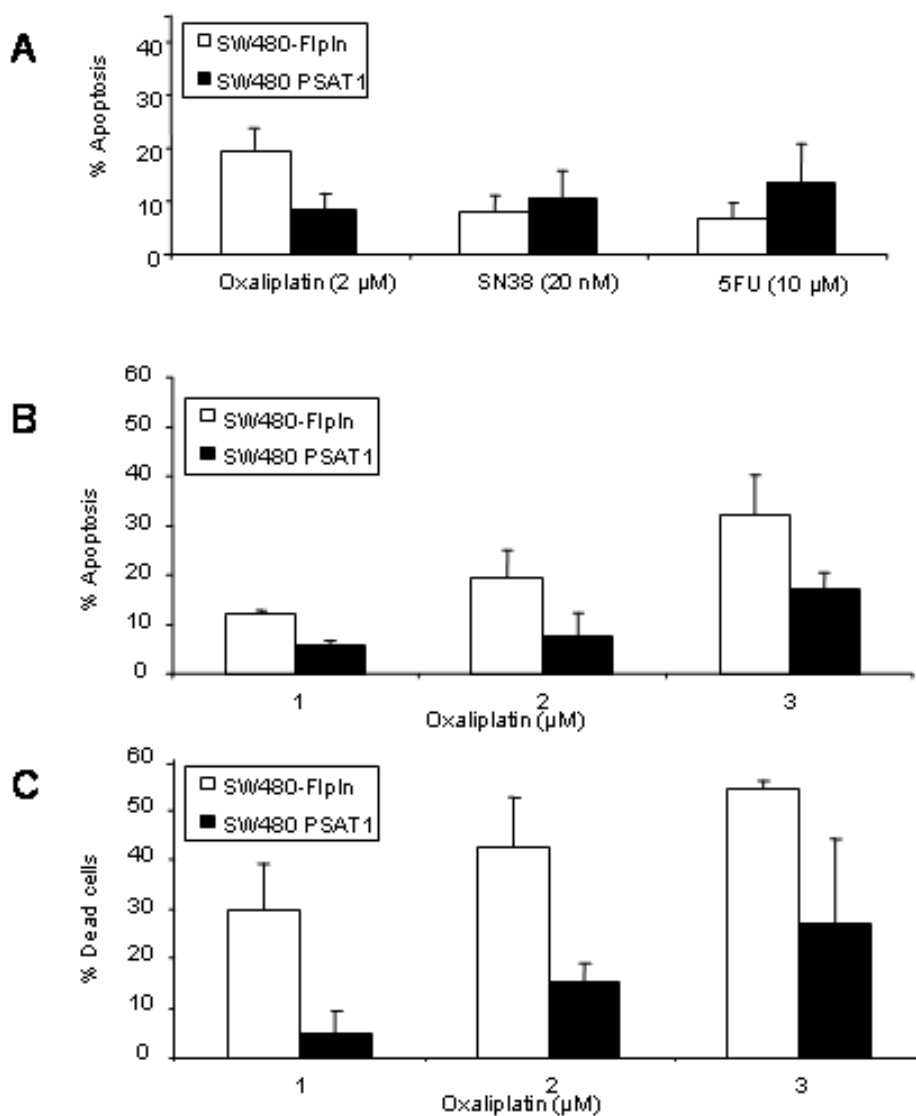 A
% Apoptosis
40
30
20
10
0
SW480-FlpIn
SW480 PSAT1
Oxaliplatin (2 µM)
SN38 (20 nM)
5FU (10 µM)
B
% Apoptosis
60
50
40
30
20
10
0
SW480-FlpIn
SW480 PSAT1
1
2
3
Oxaliplatin (µM)
C
% Dead cells
60
50
40
30
20
10
0
SW480-FlpIn
SW480 PSAT1
1
2
3
Oxaliplatin (µM)